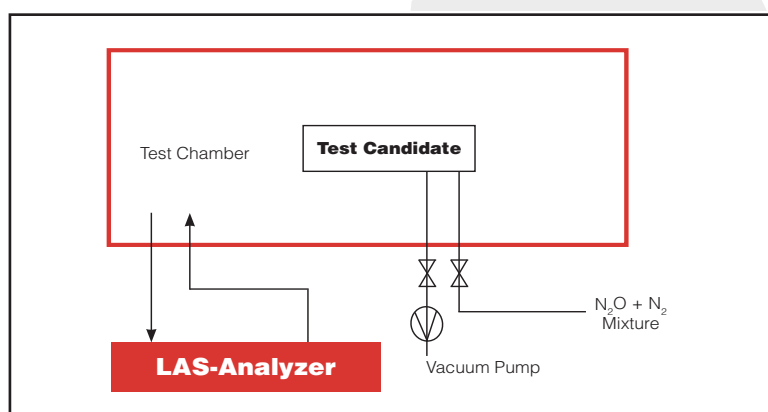 Test Chamber
Test Candidate
N₂O + N₂
Mixture
LAS-Analyzer
Vacuum Pump